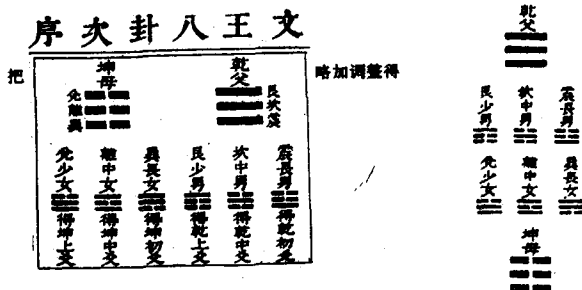 文王八卦次序
把
乾父
艮坎震
坤母
兌離巽
震長男
得乾初爻
坎中男
得乾中爻
艮少男
得乾上爻
巽長女
得坤初爻
離中女
得坤中爻
兌少女
得坤上爻
略加调整得
乾父
震長男
坎中男
艮少男
巽長女
離中女
兌少女
坤母